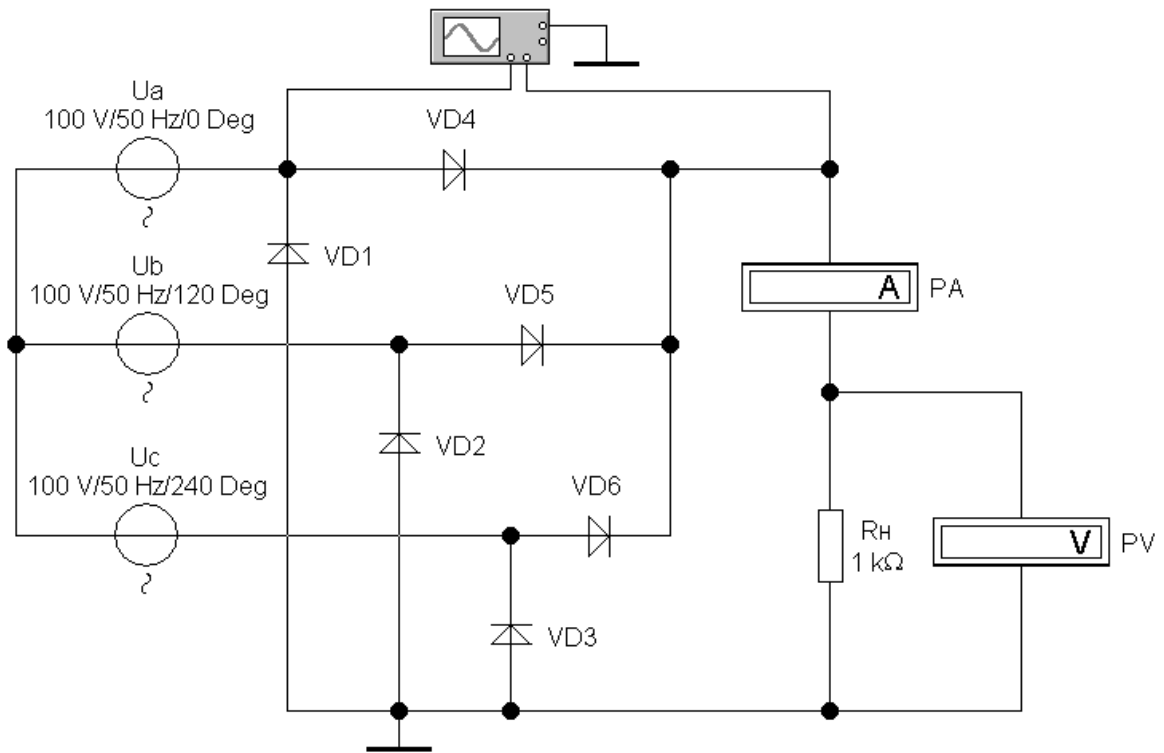 Ua
100 V/50 Hz/0 Deg
VD4
VD1
A
PA
Ub
100 V/50 Hz/120 Deg
VD5
VD2
Uc
100 V/50 Hz/240 Deg
VD6
Rн
1 kΩ
V
PV
VD3